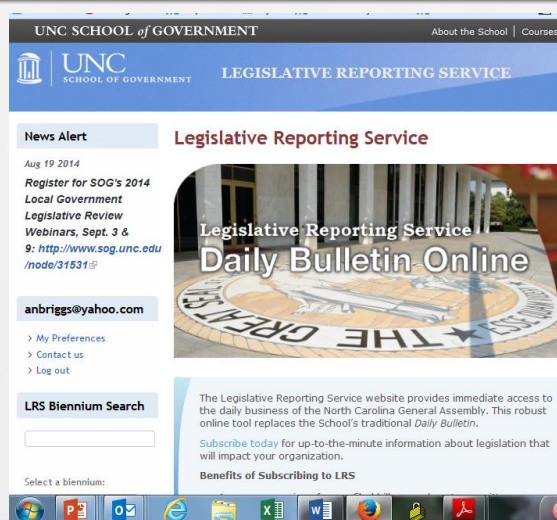 UNC SCHOOL of GOVERNMENT
About the School | Courses
UNC
SCHOOL OF GOVERNMENT
LEGISLATIVE REPORTING SERVICE
News Alert
Aug 19 2014
Register for SOG's 2014
Local Government
Legislative Review
Webinars, Sept. 3 &
9: http://www.sog.unc.edu
/node/31531
anbriggs@yahoo.com
> My Preferences
> Contact us
> Log out
LRS Biennium Search
Select a biennium:
Legislative Reporting Service
Legislative Reporting Service
Daily Bulletin Online
THE GREAT SEAL
ESSE
The Legislative Reporting Service website provides immediate access to
the daily business of the North Carolina General Assembly. This robust
online tool replaces the School's traditional Daily Bulletin.
Subscribe today for up-to-the-minute information about legislation that
will impact your organization.
Benefits of Subscribing to LRS